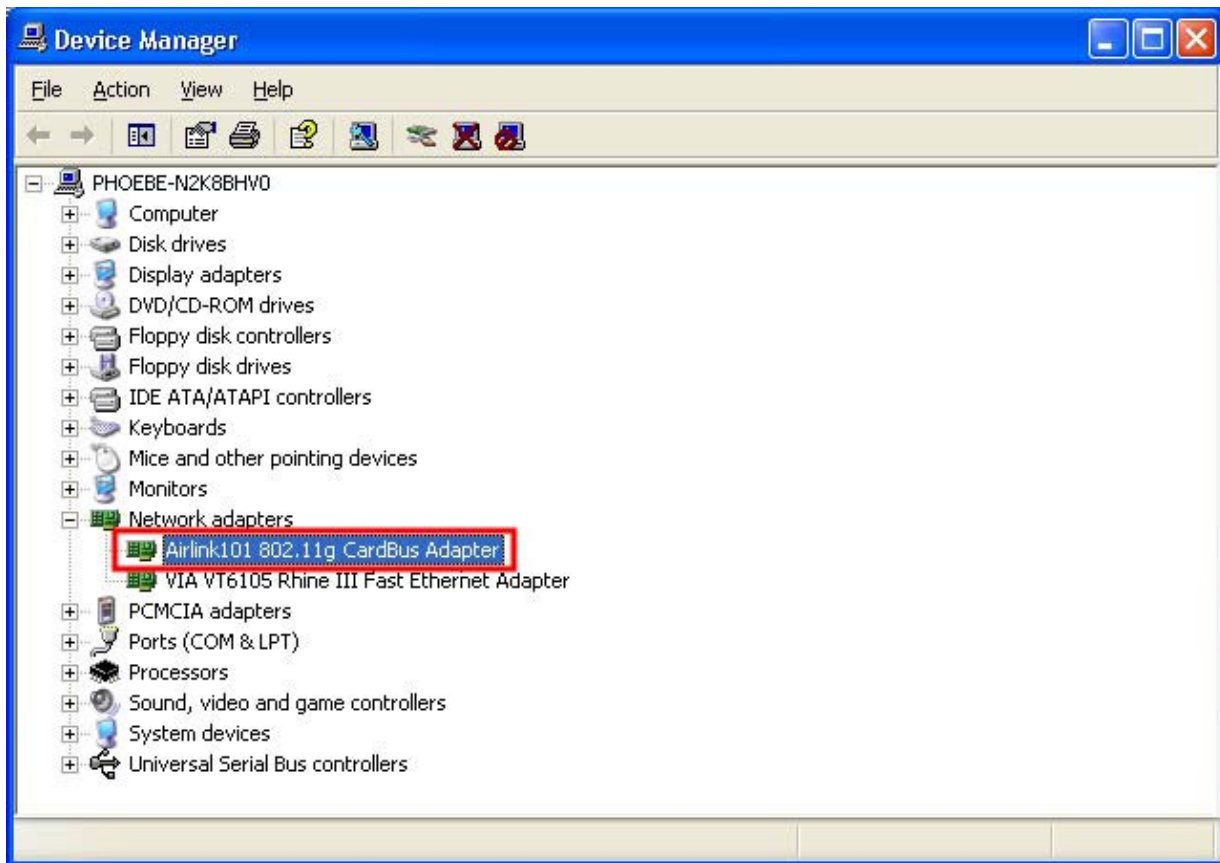 Device Manager
File Action View Help
PHOEBE-N2K8BHV0
Computer
Disk drives
Display adapters
DVD/CD-ROM drives
Floppy disk controllers
Floppy disk drives
IDE ATA/ATAPI controllers
Keyboards
Mice and other pointing devices
Monitors
Network adapters
Airlink101 802.11g CardBus Adapter
VIA VT6105 Rhine III Fast Ethernet Adapter
PCMCIA adapters
Ports (COM & LPT)
Processors
Sound, video and game controllers
System devices
Universal Serial Bus controllers